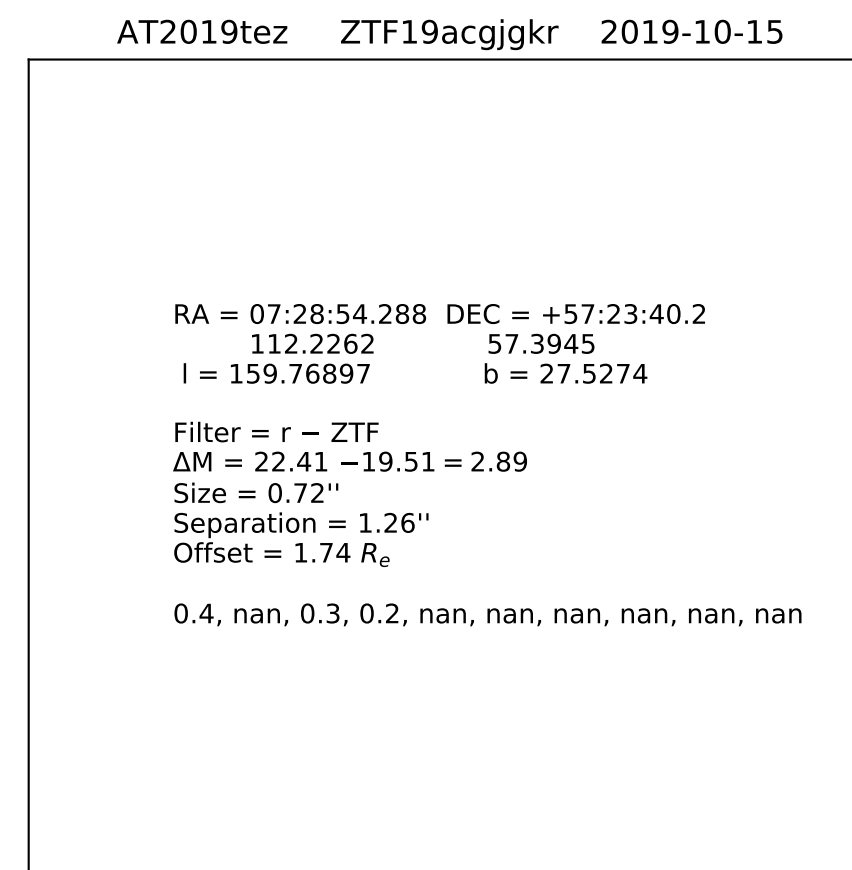 AT2019tez ZTF19acgjgkr 2019-10-15
RA = 07:28:54.288 DEC = +57:23:40.2
112.2262 57.3945
l = 159.76897 b = 27.5274
Filter = r − ZTF
ΔM = 22.41 −19.51 = 2.89
Size = 0.72''
Separation = 1.26''
Offset = 1.74 Rₑ
0.4, nan, 0.3, 0.2, nan, nan, nan, nan, nan, nan